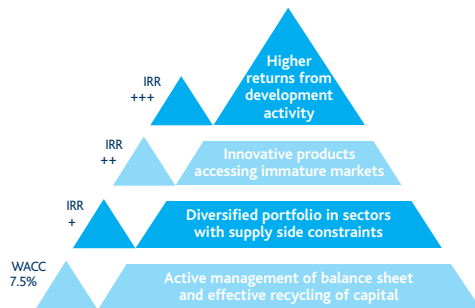 Higher
returns from
development
activity
IRR
+++
Innovative products
accessing immature markets
IRR
++
Diversified portfolio in sectors
with supply side constraints
IRR
+
Active management of balance sheet
and effective recycling of capital
WACC
7.5%